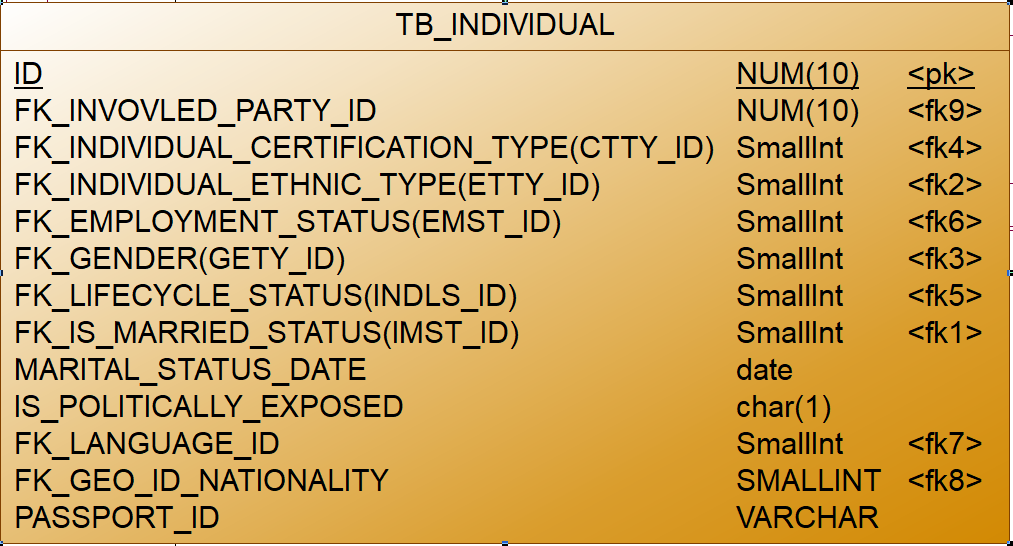 TB_INDIVIDUAL
ID NUM(10) <pk>
FK_INVOVLED_PARTY_ID NUM(10) <fk9>
FK_INDIVIDUAL_CERTIFICATION_TYPE(CTTY_ID) SmallInt <fk4>
FK_INDIVIDUAL_ETHNIC_TYPE(ETTY_ID) SmallInt <fk2>
FK_EMPLOYMENT_STATUS(EMST_ID) SmallInt <fk6>
FK_GENDER(GETY_ID) SmallInt <fk3>
FK_LIFECYCLE_STATUS(INDLS_ID) SmallInt <fk5>
FK_IS_MARRIED_STATUS(IMST_ID) SmallInt <fk1>
MARITAL_STATUS_DATE date
IS_POLITICALLY_EXPOSED char(1)
FK_LANGUAGE_ID SmallInt <fk7>
FK_GEO_ID_NATIONALITY SMALLINT <fk8>
PASSPORT_ID VARCHAR